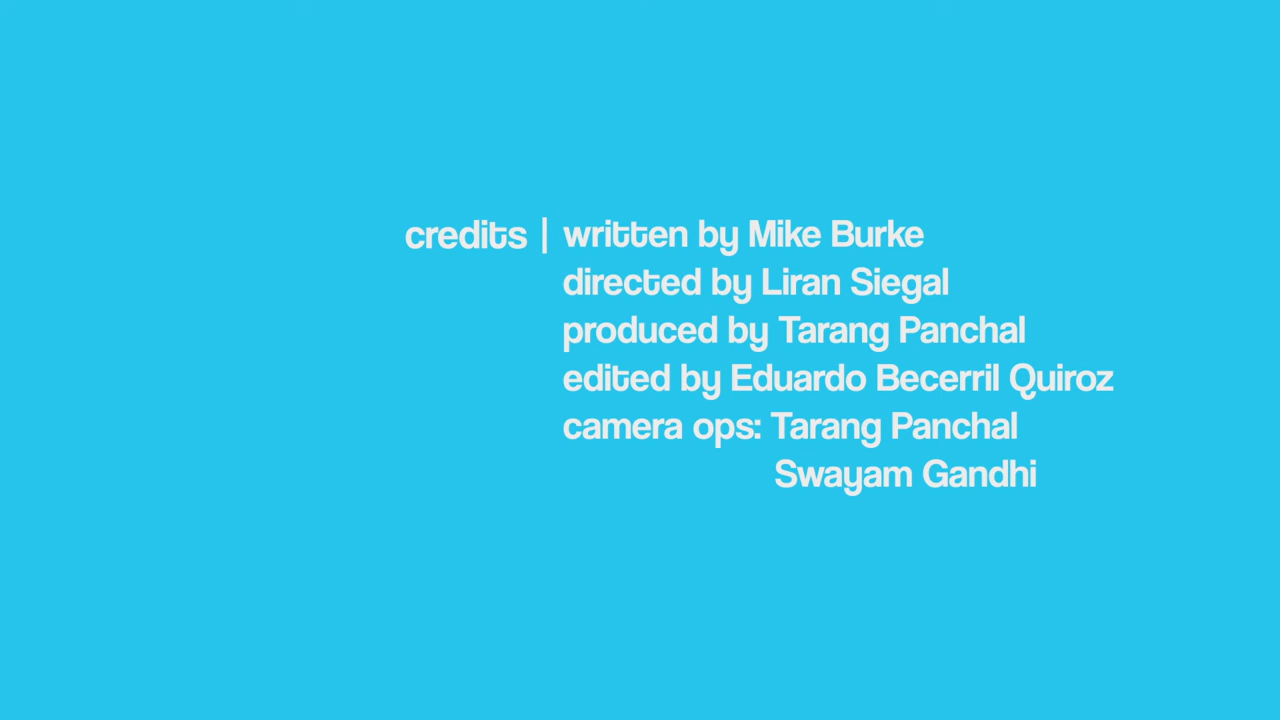 credits | written by Mike Burke
directed by Liran Siegal
produced by Tarang Panchal
edited by Eduardo Becerril Quiroz
camera ops: Tarang Panchal
Swayam Gandhi